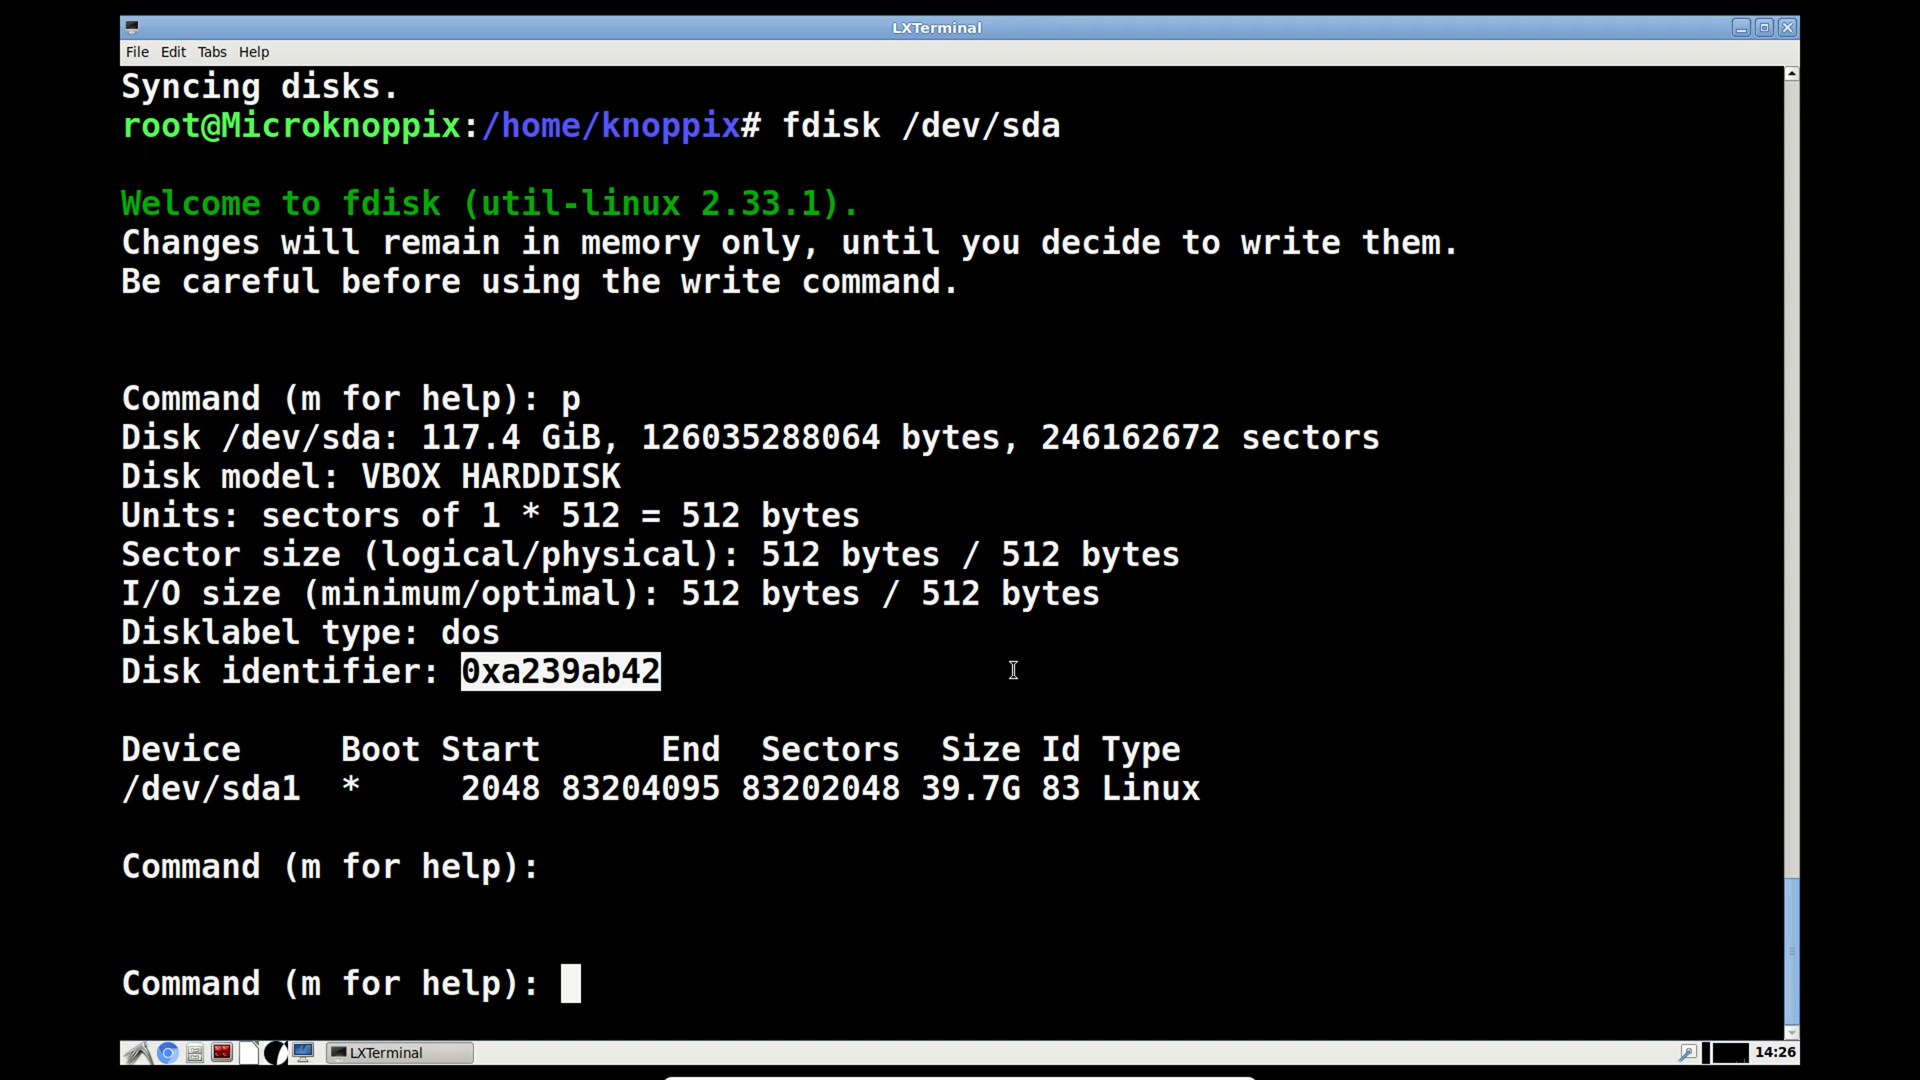 LXTerminal
File Edit Tabs Help
Syncing disks.
root@Microknoppix:/home/knoppix# fdisk /dev/sda
Welcome to fdisk (util-linux 2.33.1).
Changes will remain in memory only, until you decide to write them.
Be careful before using the write command.
Command (m for help): p
Disk /dev/sda: 117.4 GiB, 126035288064 bytes, 246162672 sectors
Disk model: VBOX HARDDISK
Units: sectors of 1 * 512 = 512 bytes
Sector size (logical/physical): 512 bytes / 512 bytes
I/O size (minimum/optimal): 512 bytes / 512 bytes
Disklabel type: dos
Disk identifier: 0xa239ab42
Device     Boot Start      End  Sectors  Size Id Type
/dev/sda1  *     2048 83204095 83202048 39.7G 83 Linux
Command (m for help):
Command (m for help):
LXTerminal
14:26